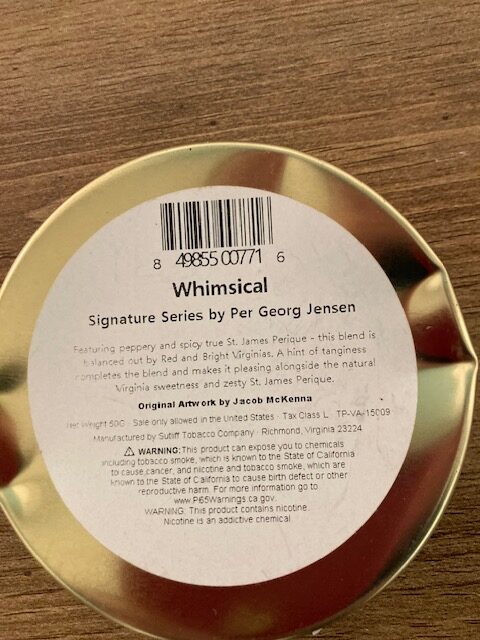 8 49855 00771 6
Whimsical
Signature Series by Per Georg Jensen
Featuring peppery and spicy true St. James Perique - this blend is
balanced out by Red and Bright Virginias. A hint of tanginess
completes the blend and makes it pleasing alongside the natural
Virginia sweetness and zesty St. James Perique.
Original Artwork by Jacob McKenna
Net Weight 50G · Sale only allowed in the United States · Tax Class L TP-VA-15009
Manufactured by Sutliff Tobacco Company · Richmond, Virginia 23224
⚠ WARNING: This product can expose you to chemicals
including tobacco smoke, which is known to the State of California
to cause cancer, and nicotine and tobacco smoke, which are
known to the State of California to cause birth defect or other
reproductive harm. For more information go to
www.P65Warnings.ca.gov.
WARNING: This product contains nicotine.
Nicotine is an addictive chemical